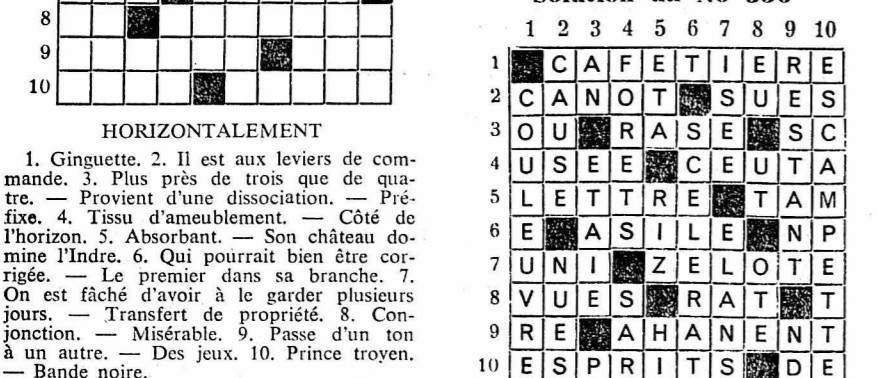 8
9
10
HORIZONTALEMENT
1. Ginguette. 2. Il est aux leviers de com-
mande. 3. Plus près de trois que de qua-
tre. — Provient d'une dissociation. — Pré-
fixe. 4. Tissu d'ameublement. — Côté de
l'horizon. 5. Absorbant. — Son château do-
mine l'Indre. 6. Qui pourrait bien être cor-
rigée. — Le premier dans sa branche. 7.
On est fâché d'avoir à le garder plusieurs
jours. — Transfert de propriété. 8. Con-
jonction. — Misérable. 9. Passe d'un ton
à un autre. — Des jeux. 10. Prince troyen.
— Bande noire.
1 2 3 4 5 6 7 8 9 10
1 C A F E T I E R E
2 C A N O T S U E S
3 O U R A S E S C
4 U S E E C E U T A
5 L E T T R E T A M
6 E A S I L E N P
7 U N I Z E L O T E
8 V U E S R A T T
9 R E A H A N E N T
10 E S P R I T S D E